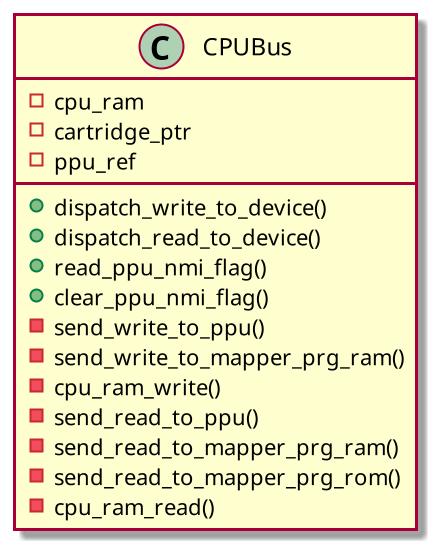 C CPUBus
cpu_ram
cartridge_ptr
ppu_ref
dispatch_write_to_device()
dispatch_read_to_device()
read_ppu_nmi_flag()
clear_ppu_nmi_flag()
send_write_to_ppu()
send_write_to_mapper_prg_ram()
cpu_ram_write()
send_read_to_ppu()
send_read_to_mapper_prg_ram()
send_read_to_mapper_prg_rom()
cpu_ram_read()